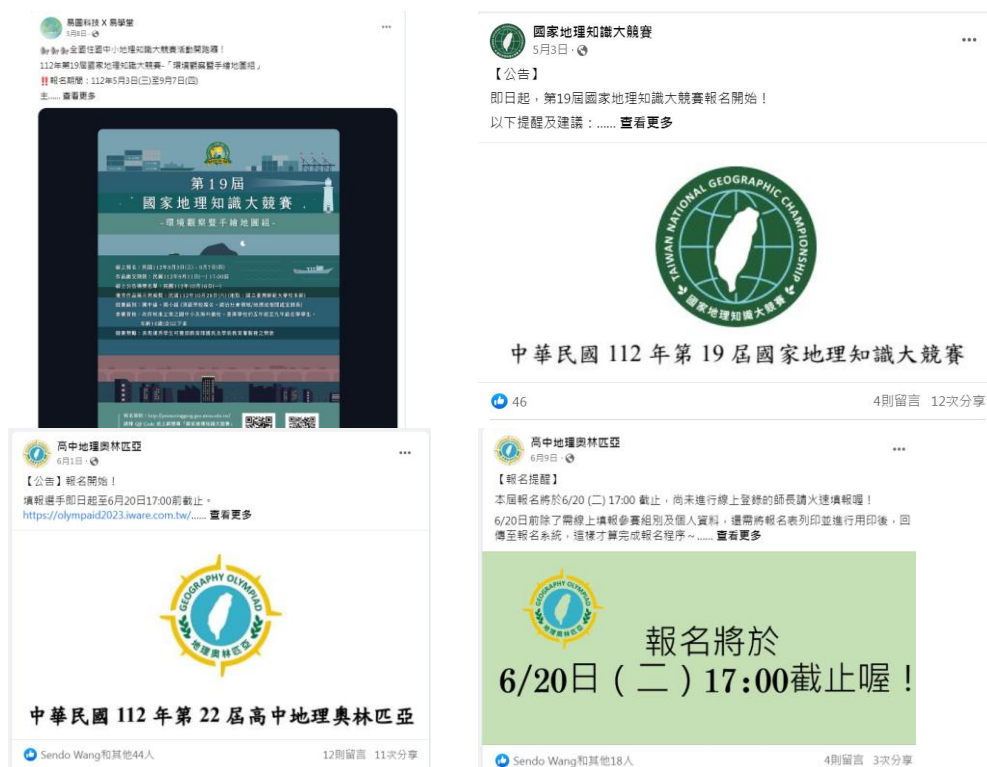 易圖科技 X 易學堂
5月8日
全國性國中小地理知識大競賽活動開跑囉！
112年第19屆國家地理知識大競賽-「環境觀察暨手繪地圖組」
‼報名期間：112年5月3日(三)至9月7日(四)
主...... 查看更多
第19屆
國家地理知識大競賽
-環境觀察暨手繪地圖組-
國家地理知識大競賽
5月3日
【公告】
即日起，第19屆國家地理知識大競賽報名開始！
以下提醒及建議：...... 查看更多
TAIWAN NATIONAL GEOGRAPHIC CHAMPIONSHIP
國家地理知識大競賽
中華民國 112 年第 19 屆國家地理知識大競賽
46
4則留言 12次分享
高中地理奧林匹亞
6月1日
【公告】報名開始！
填報選手即日起至6月20日17:00前截止。
https://olympaid2023.iware.com.tw/...... 查看更多
GEOGRAPHY OLYMPIAD
地理奧林匹亞
中華民國 112 年第 22 屆高中地理奧林匹亞
Sendo Wang和其他44人
12則留言 11次分享
高中地理奧林匹亞
6月9日
【報名提醒】
本屆報名將於6/20 (二) 17:00 截止，尚未進行線上登錄的師長請火速填報喔！
6/20日前除了需線上填報參賽組別及個人資料，還需將報名表列印並進行用印後，回
傳至報名系統，這樣才算完成報名程序～...... 查看更多
GEOGRAPHY OLYMPIAD
地理奧林匹亞
報名將於
6/20日（二）17:00截止喔！
Sendo Wang和其他18人
4則留言 3次分享